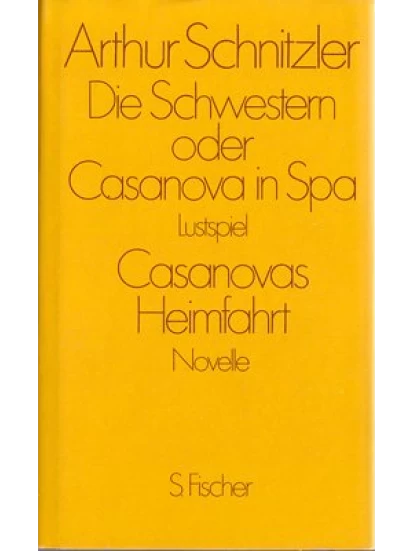 Arthur Schnitzler
Die Schwestern
oder
Casanova in Spa
Lustspiel
Casanovas
Heimfahrt
Novelle
S. Fischer